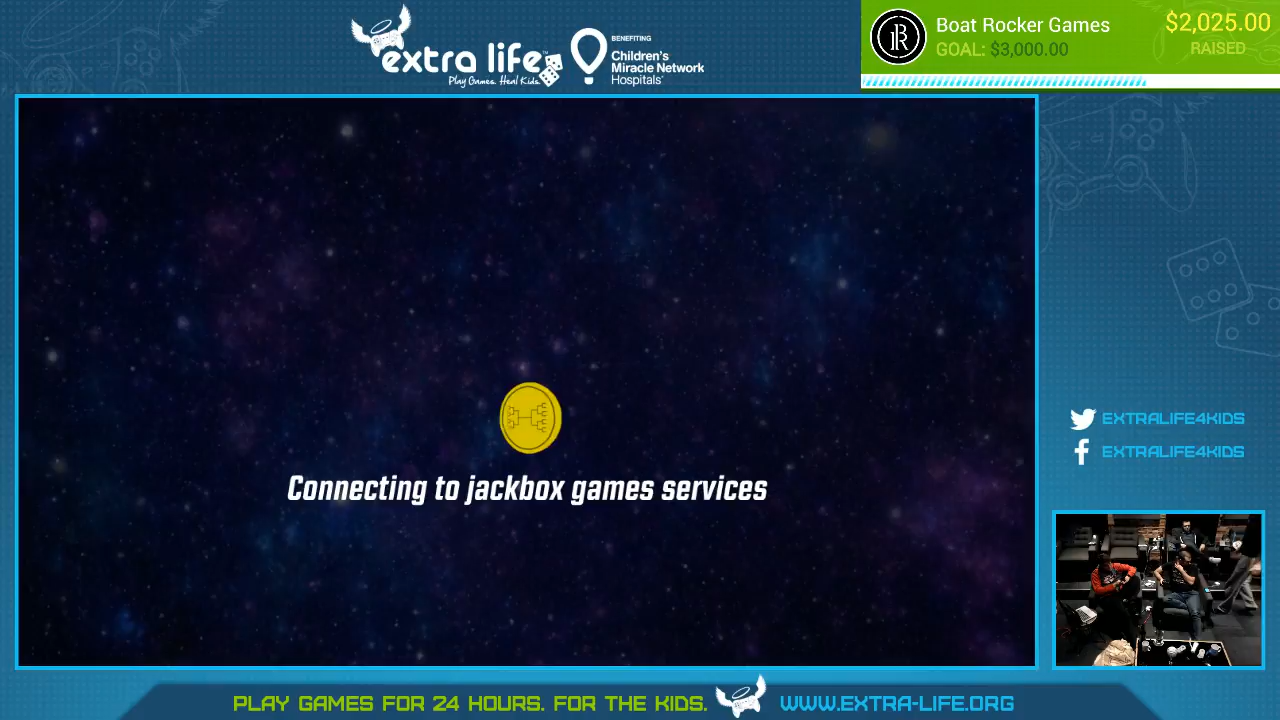 extra life™
Play Games. Heal Kids.
BENEFITING
Children's
Miracle Network
Hospitals
Boat Rocker Games
GOAL: $3,000.00
$2,025.00
RAISED
Connecting to jackbox games services
EXTRALIFE4KIDS
EXTRALIFE4KIDS
PLAY GAMES FOR 24 HOURS. FOR THE KIDS.
WWW.EXTRA-LIFE.ORG